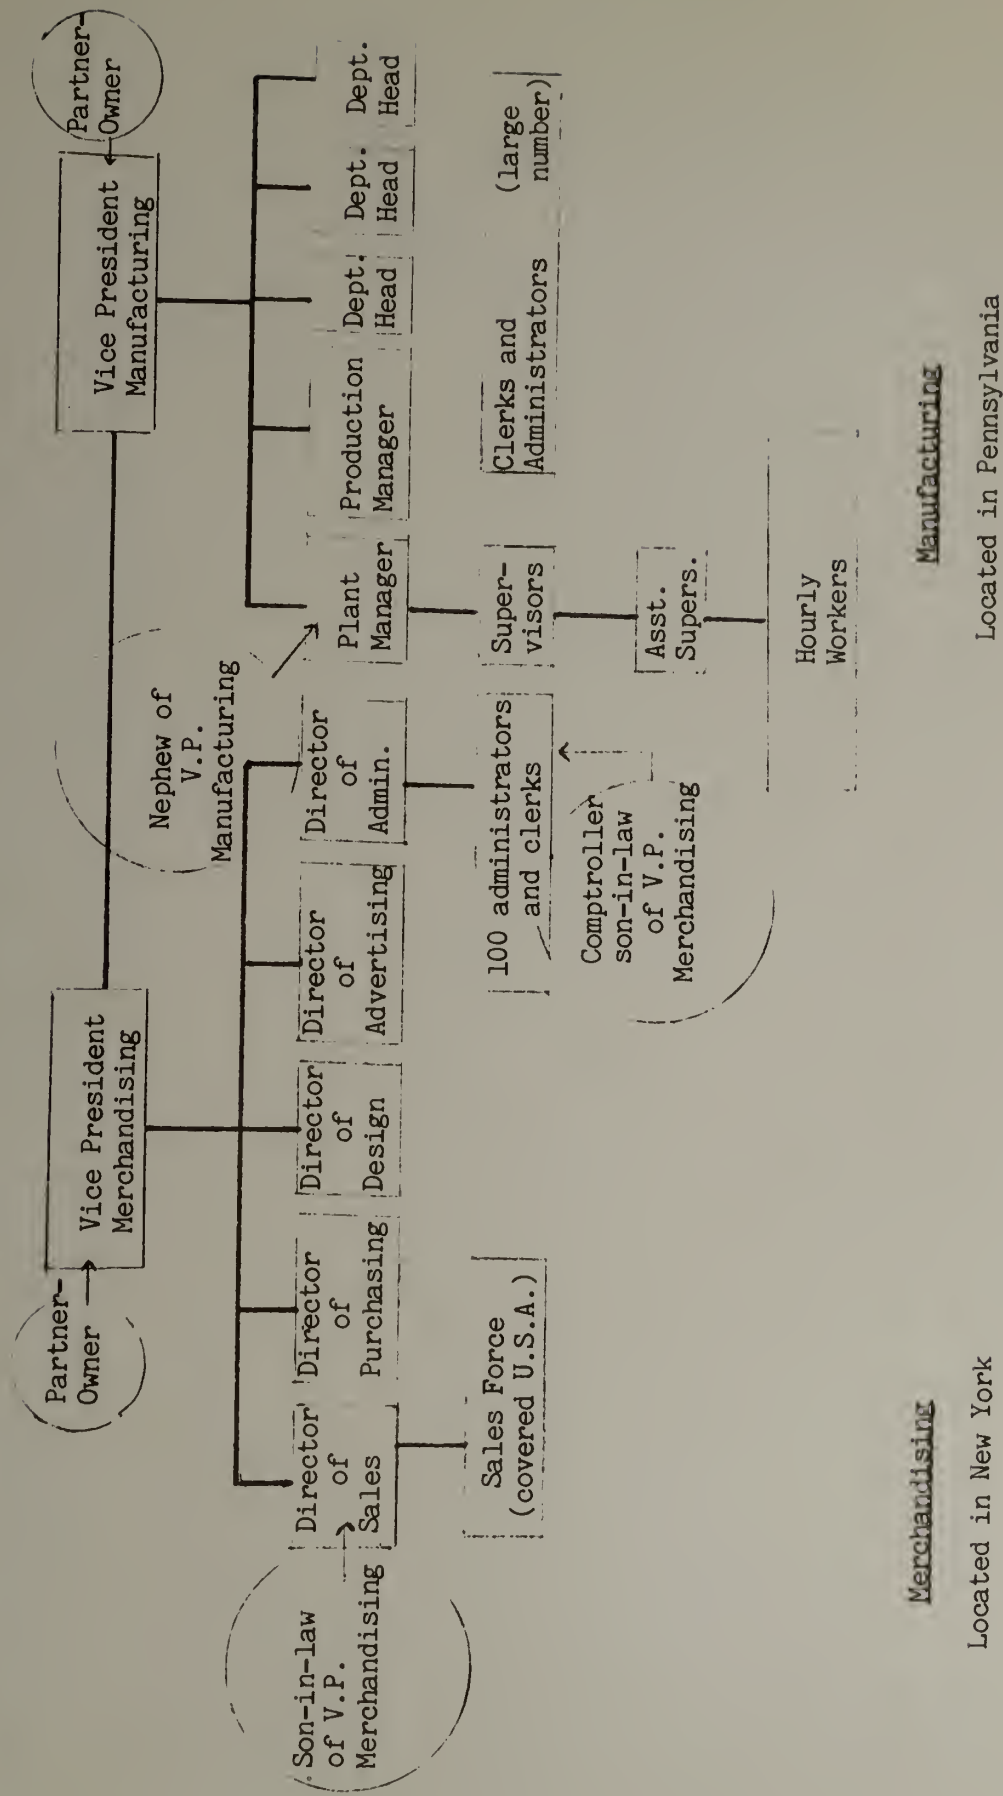 Partner-
Owner
Vice President
Merchandising
Vice President
Manufacturing
Partner-
Owner
Nephew of
V.P.
Manufacturing
Son-in-law
of V.P.
Merchandising
Director
of
Sales
Director
of
Purchasing
Director
of
Design
Director
of
Advertising
Director
of
Admin.
Plant
Manager
Production
Manager
Dept.
Head
Dept.
Head
Dept.
Head
Sales Force
(covered U.S.A.)
100 administrators
and clerks
Super-
visors
Clerks and
Administrators
(large
number)
Comptroller
son-in-law
of V.P.
Merchandising
Asst.
Supers.
Hourly
Workers
Merchandising
Located in New York
Manufacturing
Located in Pennsylvania